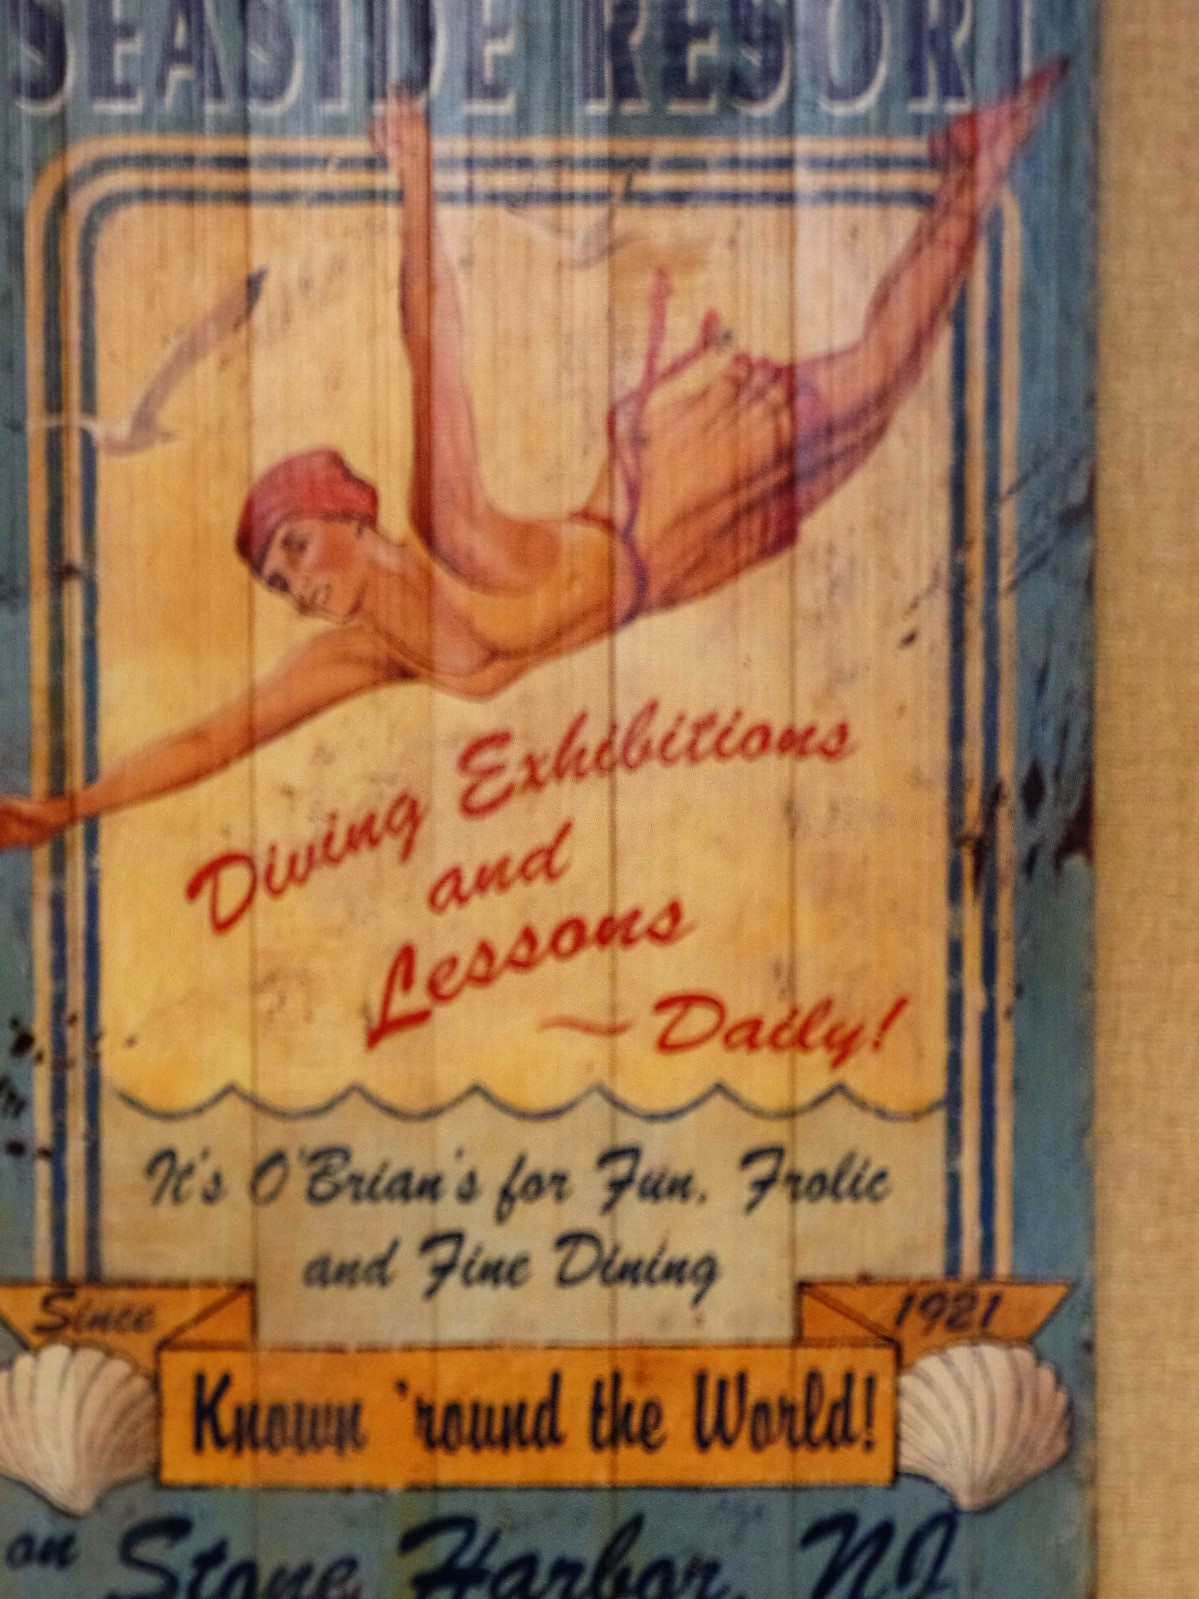 SEASIDE RESORT
Diving Exhibitions
and
Lessons
~Daily!
It's O'Brian's for Fun, Frolic
and Fine Dining
Since 1921
Known 'round the World!
on Stone Harbor, NJ